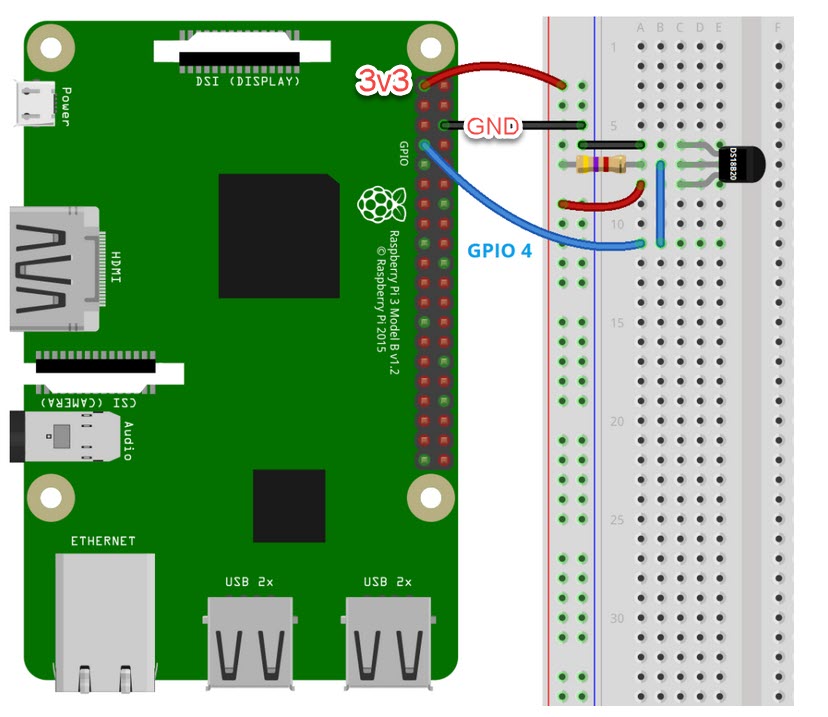 DSI (DISPLAY)
3v3
Power
GND
GPIO
HDMI
GPIO 4
Raspberry Pi 3 Model B v1.2
© Raspberry Pi 2015
CSI (CAMERA)
Audio
ETHERNET
USB 2x
USB 2x
A B C D E F
1
5
10
15
20
25
30
DS18B20